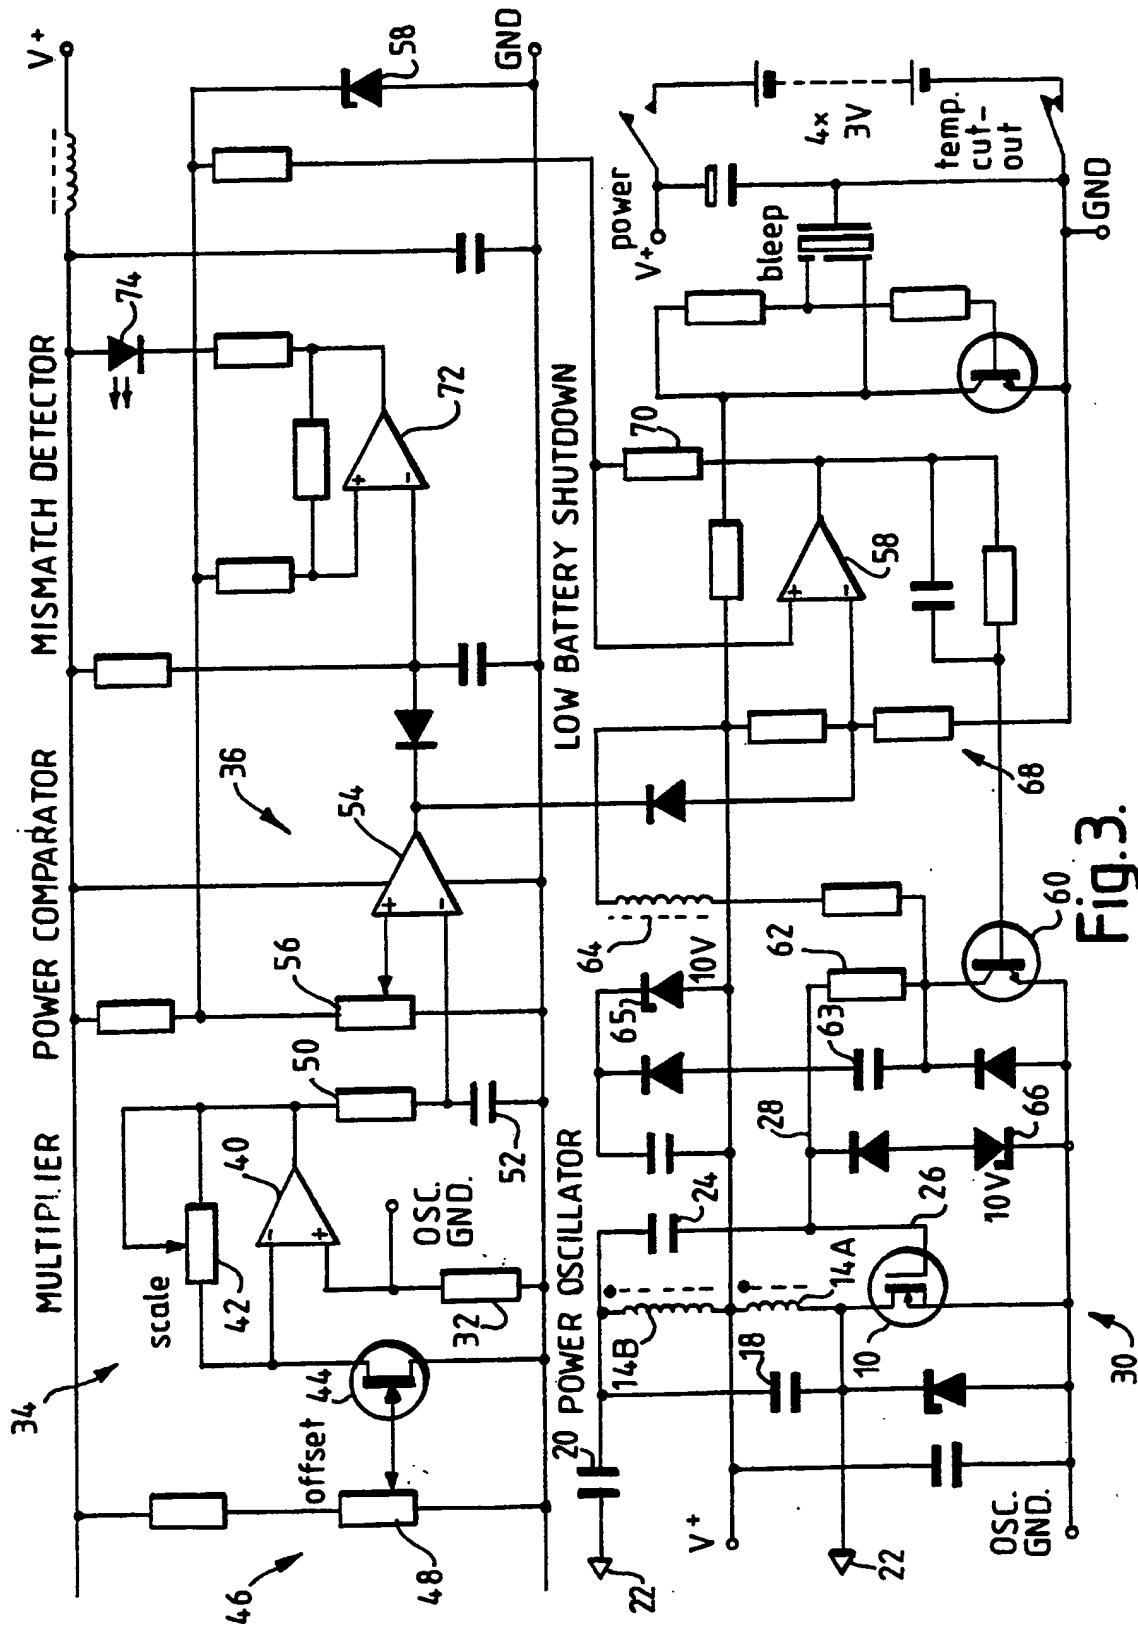 MULTIPLIER
POWER COMPARATOR
MISMATCH DETECTOR
V+
34
scale
42
40
50
56
36
54
74
72
58
GND
46
48
offset
44
32
OSC.
GND.
52
POWER OSCILLATOR
LOW BATTERY SHUTDOWN
20
22
14B
24
18
14A
10
26
28
65
10V
64
63
62
66
10V
60
68
58
70
bleep
power
V+
4x
3V
temp.
cut-
out
GND
V+
22
OSC.
GND.
30
Fig.3.